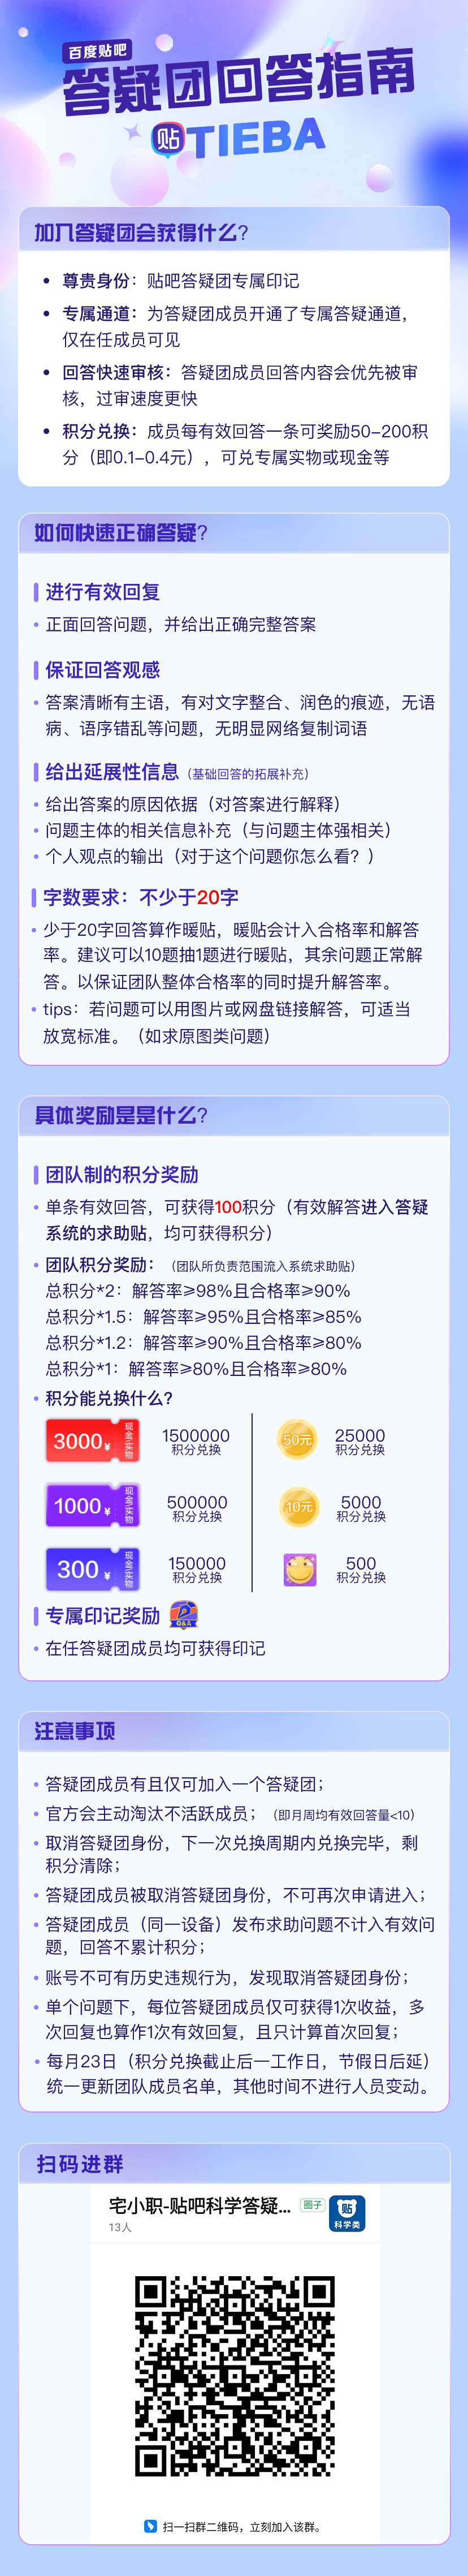 百度贴吧
答疑团回答指南
贴 TIEBA
加入答疑团会获得什么?
• 尊贵身份：贴吧答疑团专属印记
• 专属通道：为答疑团成员开通了专属答疑通道，
仅在任成员可见
• 回答快速审核：答疑团成员回答内容会优先被审
核，过审速度更快
• 积分兑换：成员每有效回答一条可奖励50-200积
分（即0.1-0.4元），可兑专属实物或现金等
如何快速正确答疑?
进行有效回复
• 正面回答问题，并给出正确完整答案
保证回答观感
• 答案清晰有主语，有对文字整合、润色的痕迹，无语
病、语序错乱等问题，无明显网络复制词语
给出延展性信息（基础回答的拓展补充）
• 给出答案的原因依据（对答案进行解释）
• 问题主体的相关信息补充（与问题主体强相关）
• 个人观点的输出（对于这个问题你怎么看？）
字数要求：不少于20字
• 少于20字回答算作暖贴，暖贴会计入合格率和解答
率。建议可以10题抽1题进行暖贴，其余问题正常解
答。以保证团队整体合格率的同时提升解答率。
• tips：若问题可以用图片或网盘链接解答，可适当
放宽标准。（如求原图类问题）
具体奖励是是什么?
团队制的积分奖励
• 单条有效回答，可获得100积分（有效解答进入答疑
系统的求助贴，均可获得积分）
• 团队积分奖励：（团队所负责范围流入系统求助贴）
总积分*2：解答率≥98%且合格率≥90%
总积分*1.5：解答率≥95%且合格率≥85%
总积分*1.2：解答率≥90%且合格率≥80%
总积分*1：解答率≥80%且合格率≥80%
• 积分能兑换什么?
3000¥ 现金/实物 1500000 积分兑换 50元 25000 积分兑换
1000¥ 现金/实物 500000 积分兑换 10元 5000 积分兑换
300¥ 现金/实物 150000 积分兑换 500 积分兑换
专属印记奖励 Q&A
• 在任答疑团成员均可获得印记
注意事项
• 答疑团成员有且仅可加入一个答疑团；
• 官方会主动淘汰不活跃成员；（即月周均有效回答量<10）
• 取消答疑团身份，下一次兑换周期内兑换完毕，剩
积分清除；
• 答疑团成员被取消答疑团身份，不可再次申请进入；
• 答疑团成员（同一设备）发布求助问题不计入有效问
题，回答不累计积分；
• 账号不可有历史违规行为，发现取消答疑团身份；
• 单个问题下，每位答疑团成员仅可获得1次收益，多
次回复也算作1次有效回复，且只计算首次回复；
• 每月23日（积分兑换截止后一工作日，节假日后延）
统一更新团队成员名单，其他时间不进行人员变动。
扫码进群
宅小职-贴吧科学答疑... 圈子 贴
13人 科学类
扫一扫群二维码，立刻加入该群。